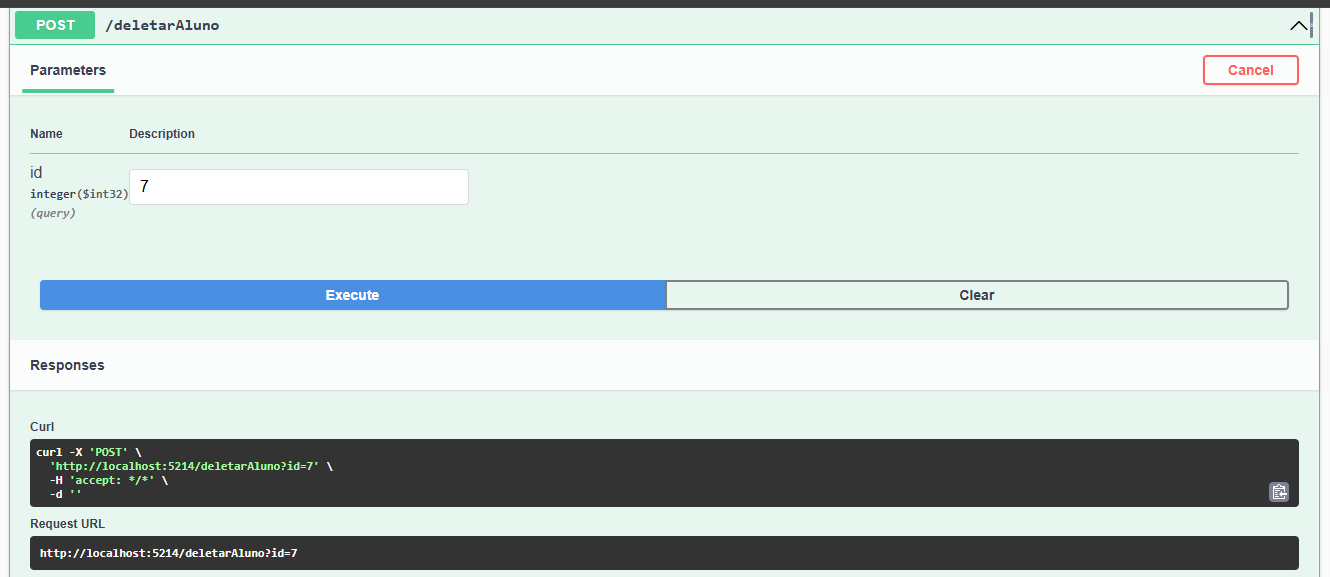 POST /deletarAluno
Parameters
Cancel
Name Description
id
integer($int32)
(query)
7
Execute
Clear
Responses
Curl
curl -X 'POST' \
  'http://localhost:5214/deletarAluno?id=7' \
  -H 'accept: */*' \
  -d ''
Request URL
http://localhost:5214/deletarAluno?id=7